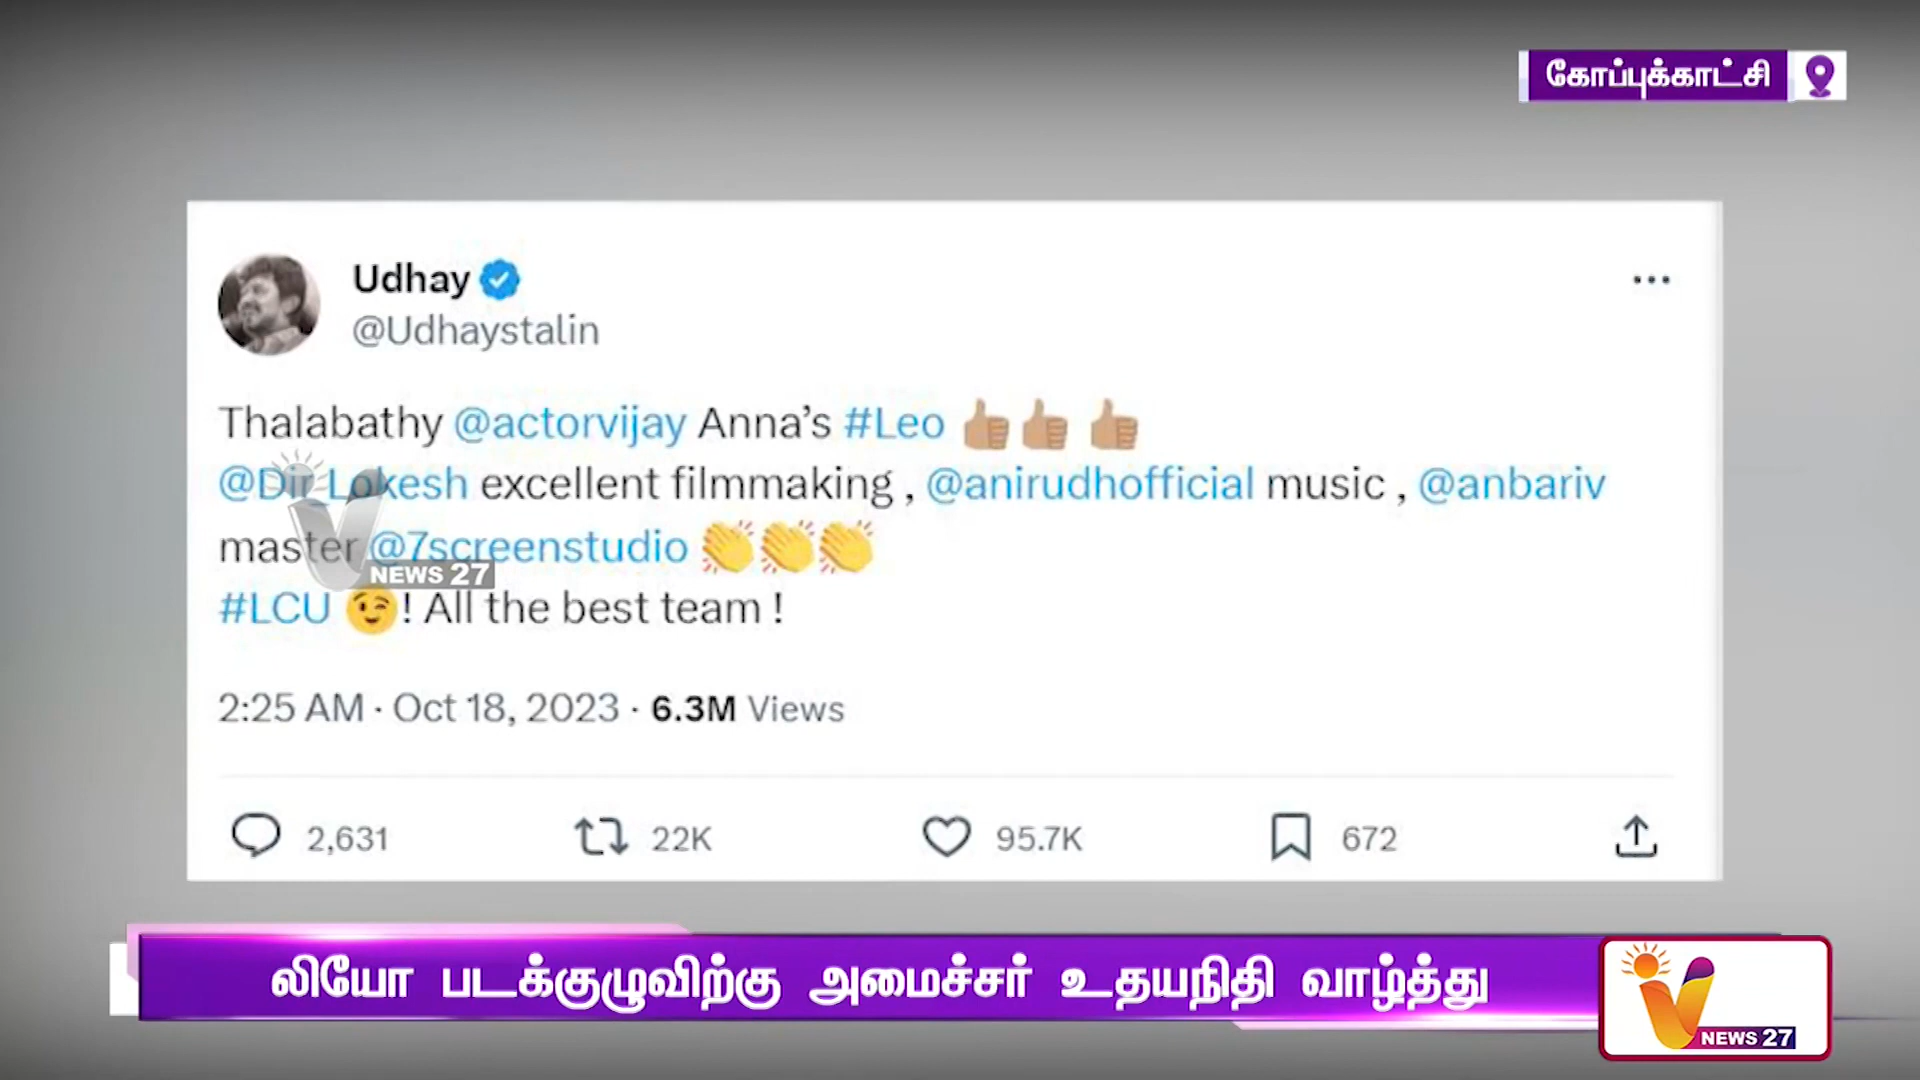 கோப்புக்காட்சி
Udhay
@Udhaystalin
Thalabathy @actorvijay Anna’s #Leo 👍🏽👍🏽👍🏽
@Dir_Lokesh excellent filmmaking , @anirudhofficial music , @anbariv
master @7screenstudio 👏👏👏
#LCU 😉! All the best team !
NEWS 27
2:25 AM · Oct 18, 2023 · 6.3M Views
2,631 22K 95.7K 672
லியோ படக்குழுவிற்கு அமைச்சர் உதயநிதி வாழ்த்து
NEWS 27